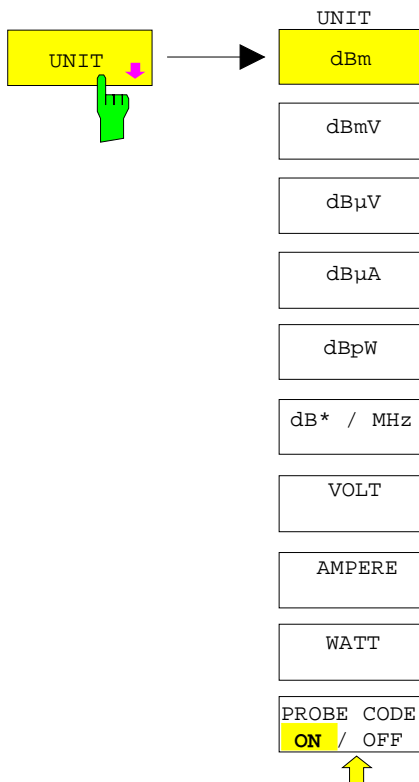 UNIT
UNIT
dBm
dBmV
dBµV
dBµA
dBpW
dB* / MHz
VOLT
AMPERE
WATT
PROBE CODE
ON / OFF